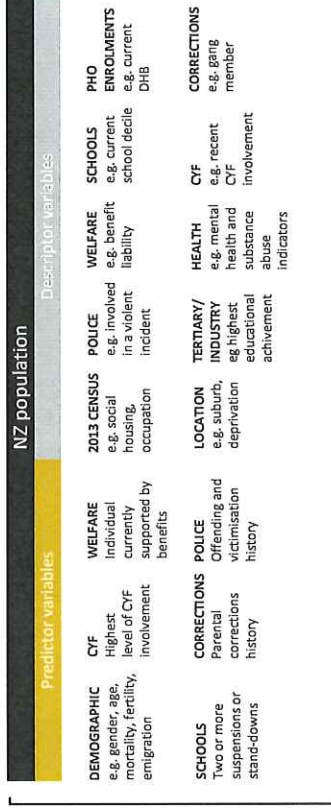 NZ population
Predictor variables
Descriptor variables
DEMOGRAPHIC
e.g. gender, age,
mortality, fertility,
emigration
CYF
Highest
level of CYF
involvement
WELFARE
Individual
currently
supported by
benefits
2013 CENSUS
e.g. social
housing,
occupation
POLICE
e.g. involved
in a violent
incident
WELFARE
e.g. benefit
liability
SCHOOLS
e.g. current
school decile
PHO
ENROLMENTS
e.g. current
DHB
SCHOOLS
Two or more
suspensions or
stand-downs
CORRECTIONS
Parental
corrections
history
POLICE
Offending and
victimisation
history
LOCATION
e.g. suburb,
deprivation
TERTIARY/
INDUSTRY
eg highest
educational
achivement
HEALTH
e.g. mental
health and
substance
abuse
indicators
CYF
e.g. recent
CYF
involvement
CORRECTIONS
e.g. gang
member